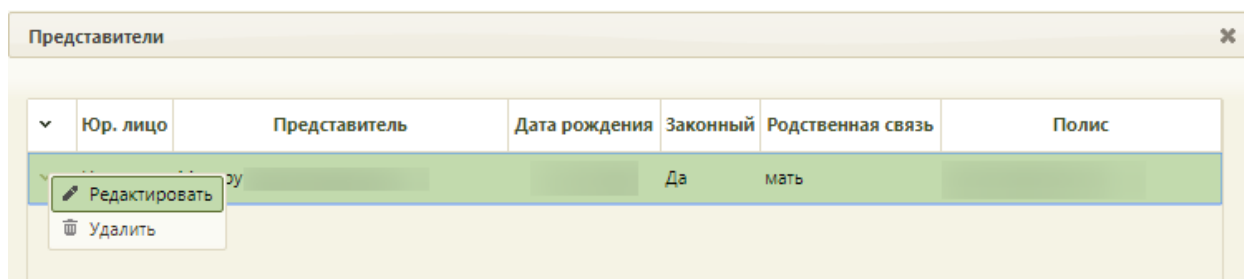 Представители
Юр. лицо Представитель Дата рождения Законный Родственная связь Полис
Да мать
Редактировать
Удалить